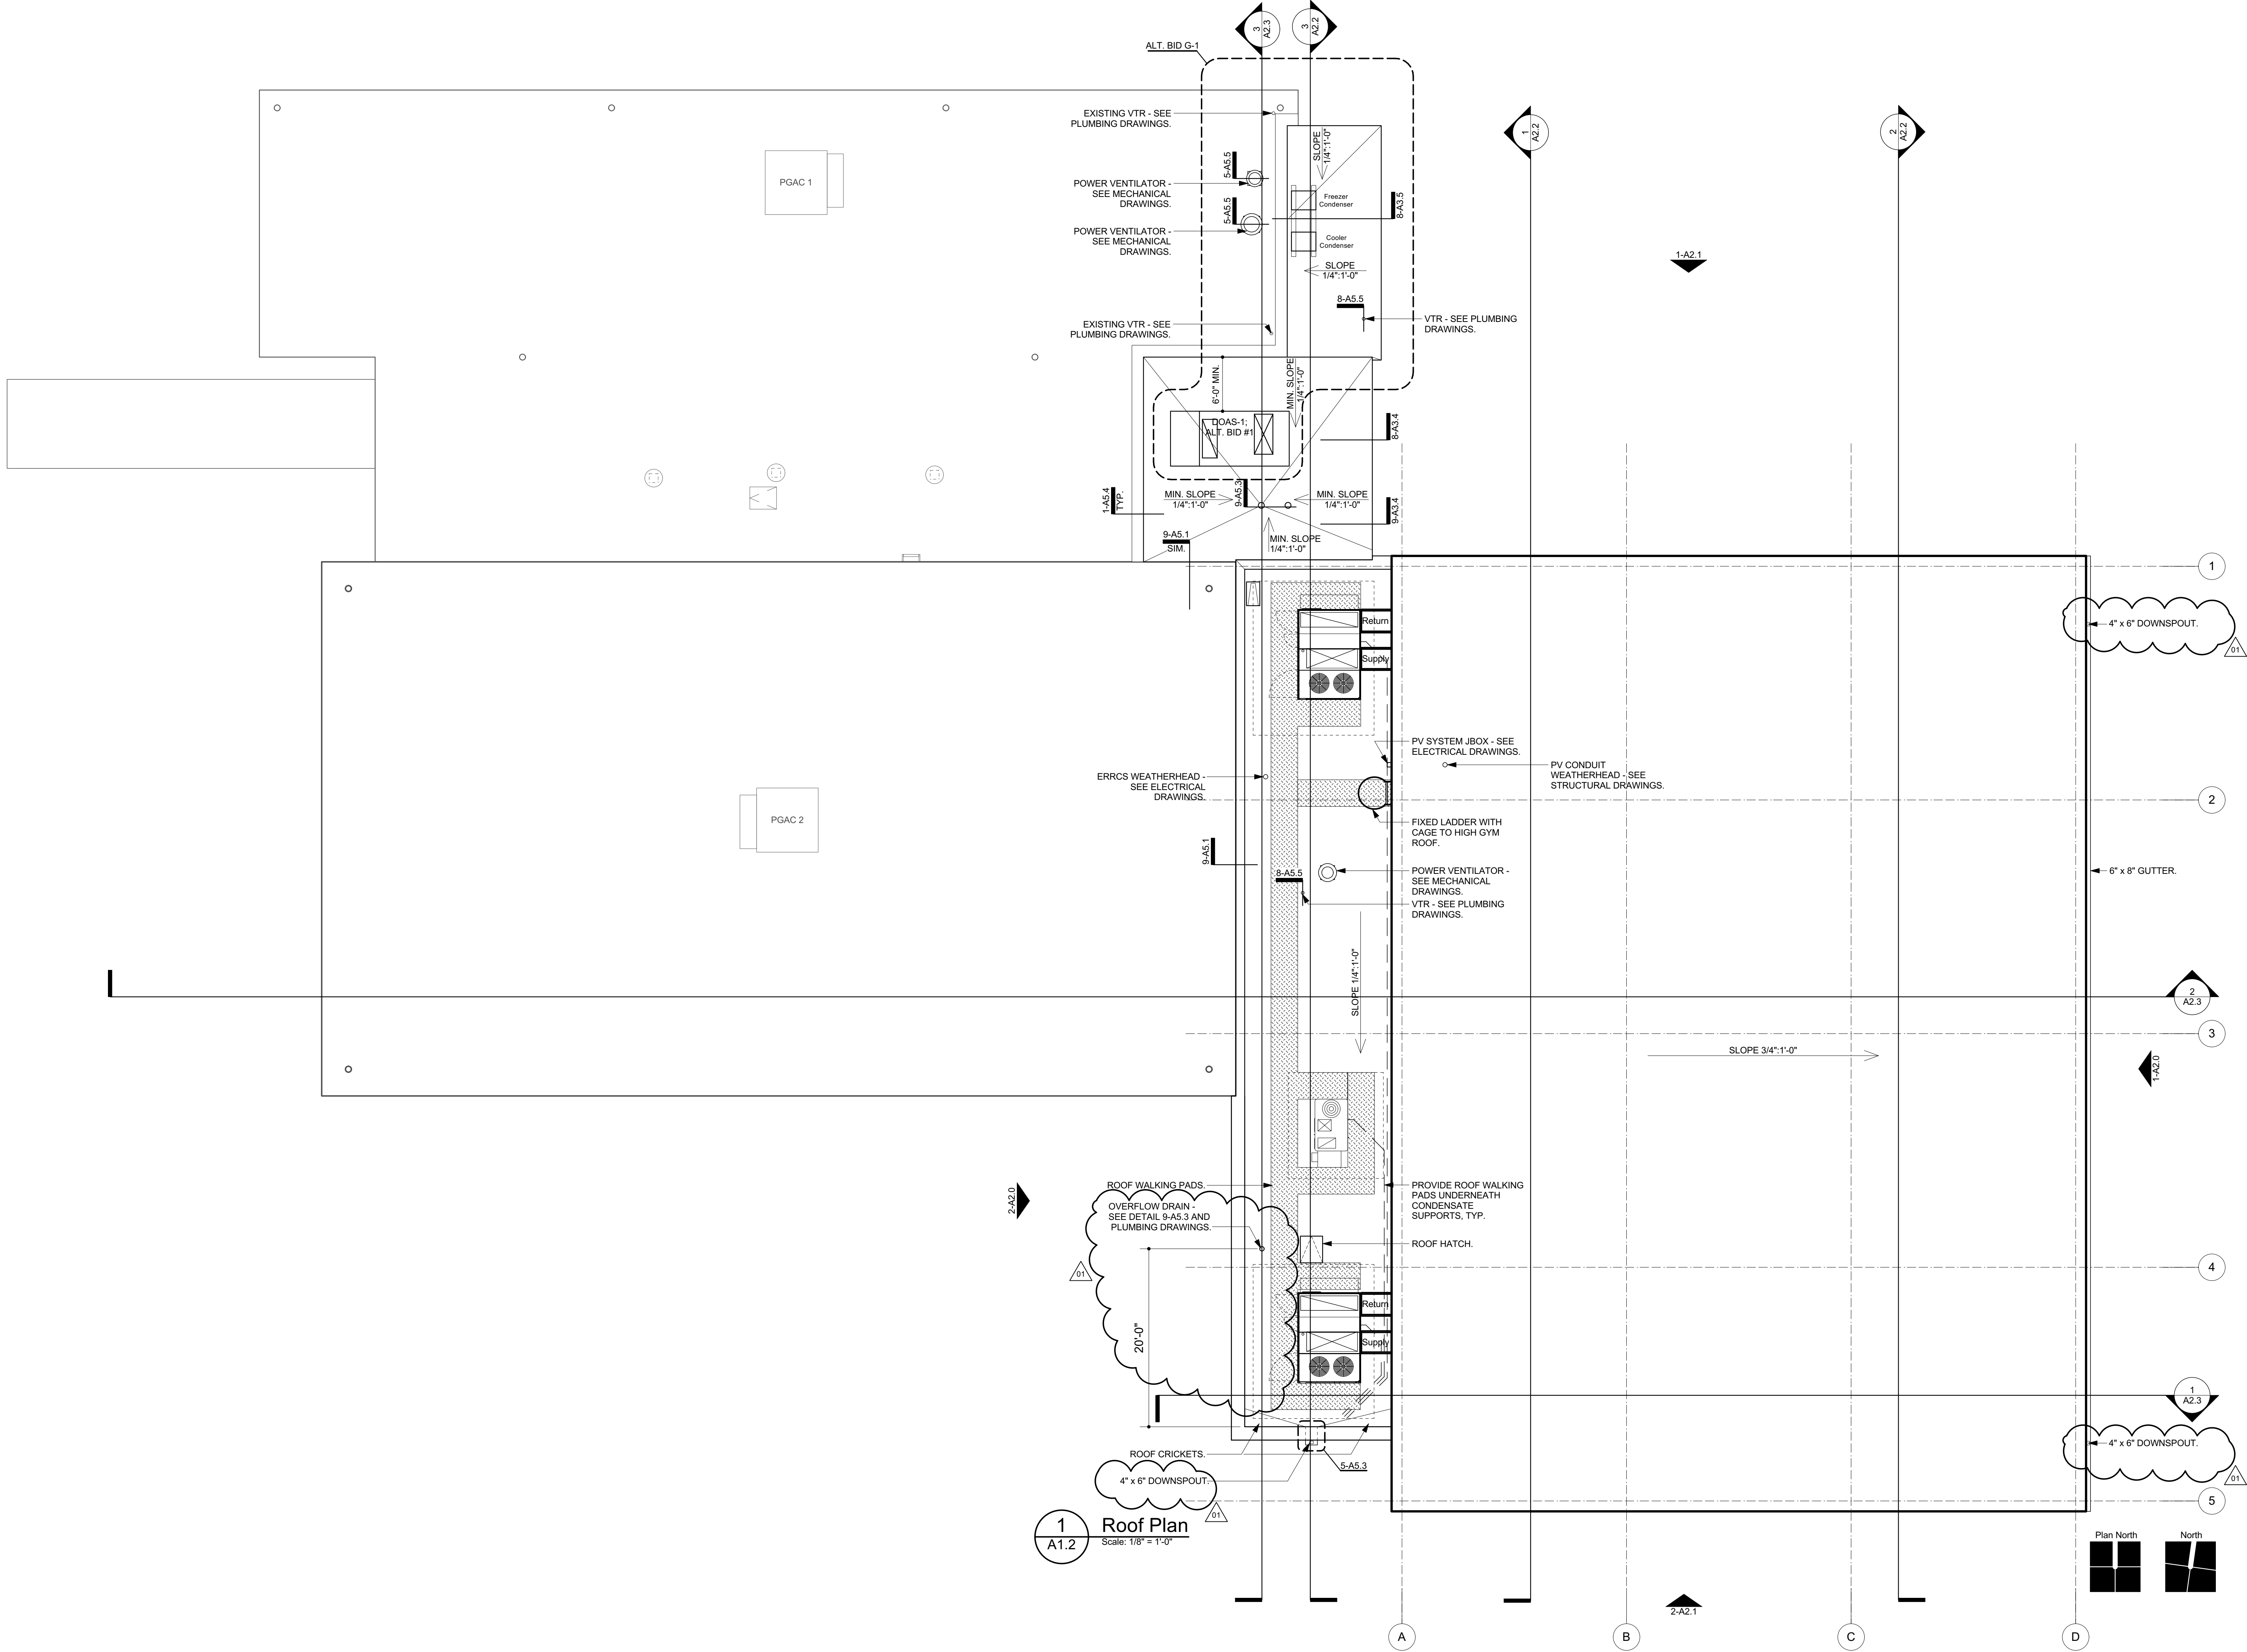 3
A2.3
3
A2.2
ALT. BID G-1
1
A2.2
2
A2.2
EXISTING VTR - SEE
PLUMBING DRAWINGS.
SLOPE
1/4":1'-0"
5-A5.5
PGAC 1
POWER VENTILATOR -
SEE MECHANICAL
DRAWINGS.
Freezer
Condenser
8-A3.5
5-A5.5
POWER VENTILATOR -
SEE MECHANICAL
DRAWINGS.
Cooler
Condenser
1-A2.1
SLOPE
1/4":1'-0"
8-A5.5
EXISTING VTR - SEE
PLUMBING DRAWINGS.
VTR - SEE PLUMBING
DRAWINGS.
6'-0" MIN.
MIN. SLOPE
1/4":1'-0"
DOAS-1;
ALT. BID #1
8-A3.4
1-A5.4
TYP.
MIN. SLOPE
1/4":1'-0"
9-A5.3
MIN. SLOPE
1/4":1'-0"
9-A3.4
9-A5.1
SIM.
MIN. SLOPE
1/4":1'-0"
1
Return
4" x 6" DOWNSPOUT.
01
Supply
PV SYSTEM JBOX - SEE
ELECTRICAL DRAWINGS.
PV CONDUIT
WEATHERHEAD - SEE
STRUCTURAL DRAWINGS.
ERRCS WEATHERHEAD -
SEE ELECTRICAL
DRAWINGS.
2
PGAC 2
FIXED LADDER WITH
CAGE TO HIGH GYM
ROOF.
9-A5.1
8-A5.5
POWER VENTILATOR -
SEE MECHANICAL
DRAWINGS.
6" x 8" GUTTER.
VTR - SEE PLUMBING
DRAWINGS.
SLOPE 1/4":1'-0"
2
A2.3
3
SLOPE 3/4":1'-0"
1-A2.0
2-A2.0
ROOF WALKING PADS.
PROVIDE ROOF WALKING
PADS UNDERNEATH
CONDENSATE
SUPPORTS, TYP.
OVERFLOW DRAIN -
SEE DETAIL 9-A5.3 AND
PLUMBING DRAWINGS.
ROOF HATCH.
01
4
Return
20'-0"
Supply
1
A2.3
ROOF CRICKETS.
4" x 6" DOWNSPOUT.
5-A5.3
4" x 6" DOWNSPOUT.
01
01
5
1
A1.2
Roof Plan
Scale: 1/8" = 1'-0"
Plan North
North
2-A2.1
A
B
C
D